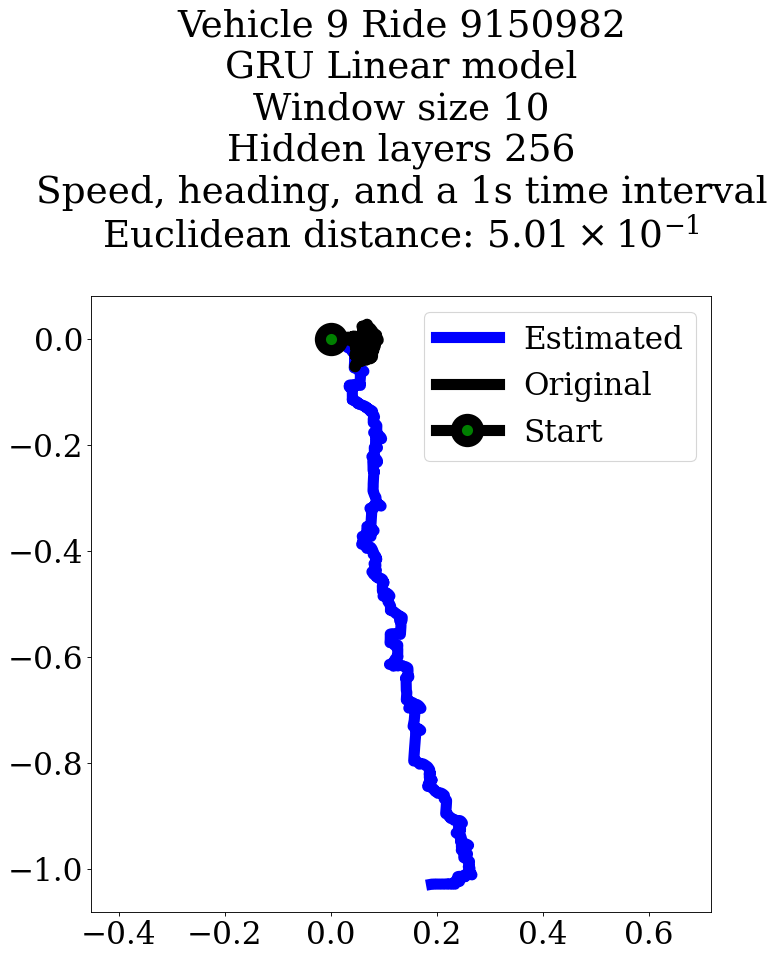 Vehicle 9 Ride 9150982
GRU Linear model
Window size 10
Hidden layers 256
Speed, heading, and a 1s time interval
Euclidean distance: 5.01 × 10⁻¹
Estimated
Original
Start
0.0
−0.2
−0.4
−0.6
−0.8
−1.0
−0.4 −0.2 0.0 0.2 0.4 0.6